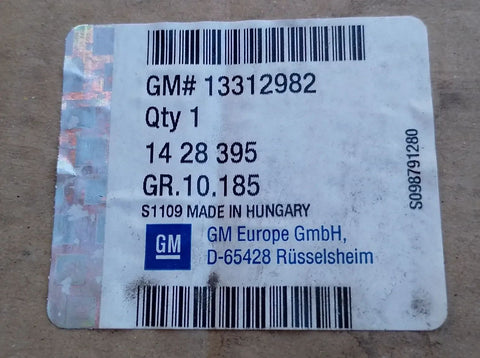 GM# 13312982
Qty 1
14 28 395
GR.10.185
S1109 MADE IN HUNGARY
GM
GM Europe GmbH,
D-65428 Rüsselsheim
S098791280